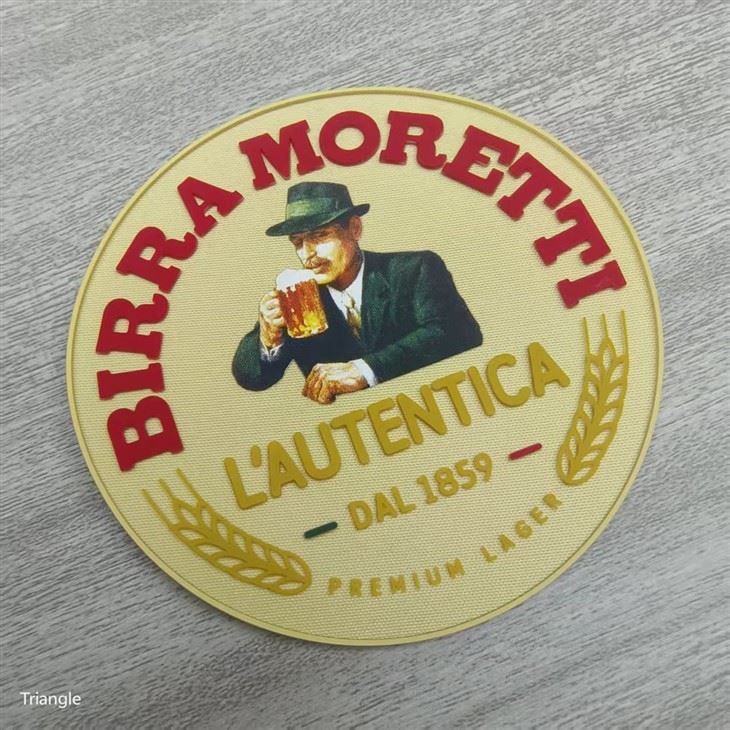 BIRRA MORETTI
L'AUTENTICA
DAL 1859
PREMIUM LAGER
Triangle